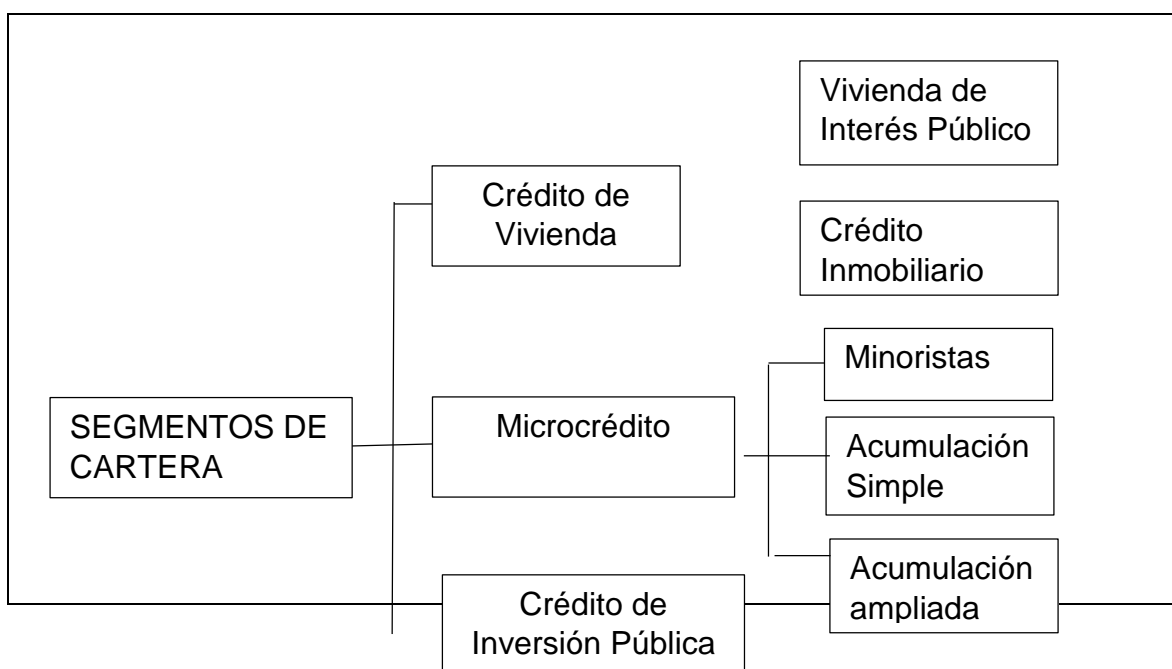 SEGMENTOS DE
CARTERA
Crédito de
Vivienda
Vivienda de
Interés Público
Crédito
Inmobiliario
Microcrédito
Minoristas
Acumulación
Simple
Acumulación
ampliada
Crédito de
Inversión Pública